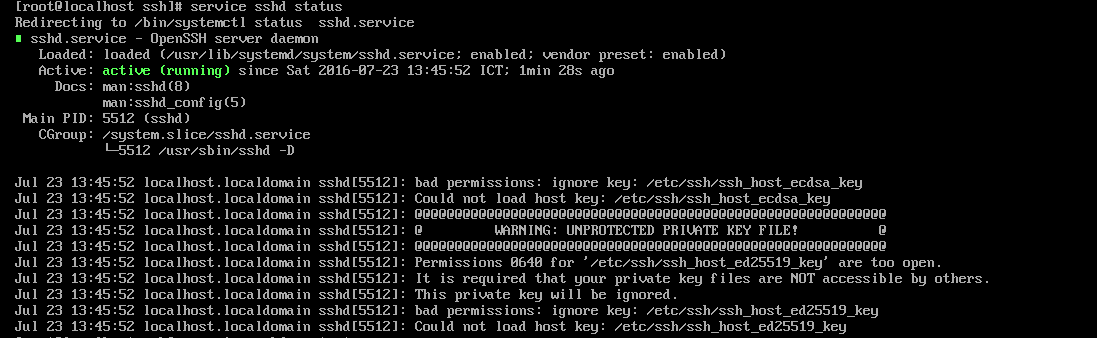 [root@localhost ssh]# service sshd status
Redirecting to /bin/systemctl status  sshd.service
sshd.service - OpenSSH server daemon
   Loaded: loaded (/usr/lib/systemd/system/sshd.service; enabled; vendor preset: enabled)
   Active: active (running) since Sat 2016-07-23 13:45:52 ICT; 1min 28s ago
     Docs: man:sshd(8)
           man:sshd_config(5)
 Main PID: 5512 (sshd)
   CGroup: /system.slice/sshd.service
           └─5512 /usr/sbin/sshd -D
Jul 23 13:45:52 localhost.localdomain sshd[5512]: bad permissions: ignore key: /etc/ssh/ssh_host_ecdsa_key
Jul 23 13:45:52 localhost.localdomain sshd[5512]: Could not load host key: /etc/ssh/ssh_host_ecdsa_key
Jul 23 13:45:52 localhost.localdomain sshd[5512]: @@@@@@@@@@@@@@@@@@@@@@@@@@@@@@@@@@@@@@@@@@@@@@@@@@@@@@@@@@@
Jul 23 13:45:52 localhost.localdomain sshd[5512]: @         WARNING: UNPROTECTED PRIVATE KEY FILE!          @
Jul 23 13:45:52 localhost.localdomain sshd[5512]: @@@@@@@@@@@@@@@@@@@@@@@@@@@@@@@@@@@@@@@@@@@@@@@@@@@@@@@@@@@
Jul 23 13:45:52 localhost.localdomain sshd[5512]: Permissions 0640 for '/etc/ssh/ssh_host_ed25519_key' are too open.
Jul 23 13:45:52 localhost.localdomain sshd[5512]: It is required that your private key files are NOT accessible by others.
Jul 23 13:45:52 localhost.localdomain sshd[5512]: This private key will be ignored.
Jul 23 13:45:52 localhost.localdomain sshd[5512]: bad permissions: ignore key: /etc/ssh/ssh_host_ed25519_key
Jul 23 13:45:52 localhost.localdomain sshd[5512]: Could not load host key: /etc/ssh/ssh_host_ed25519_key